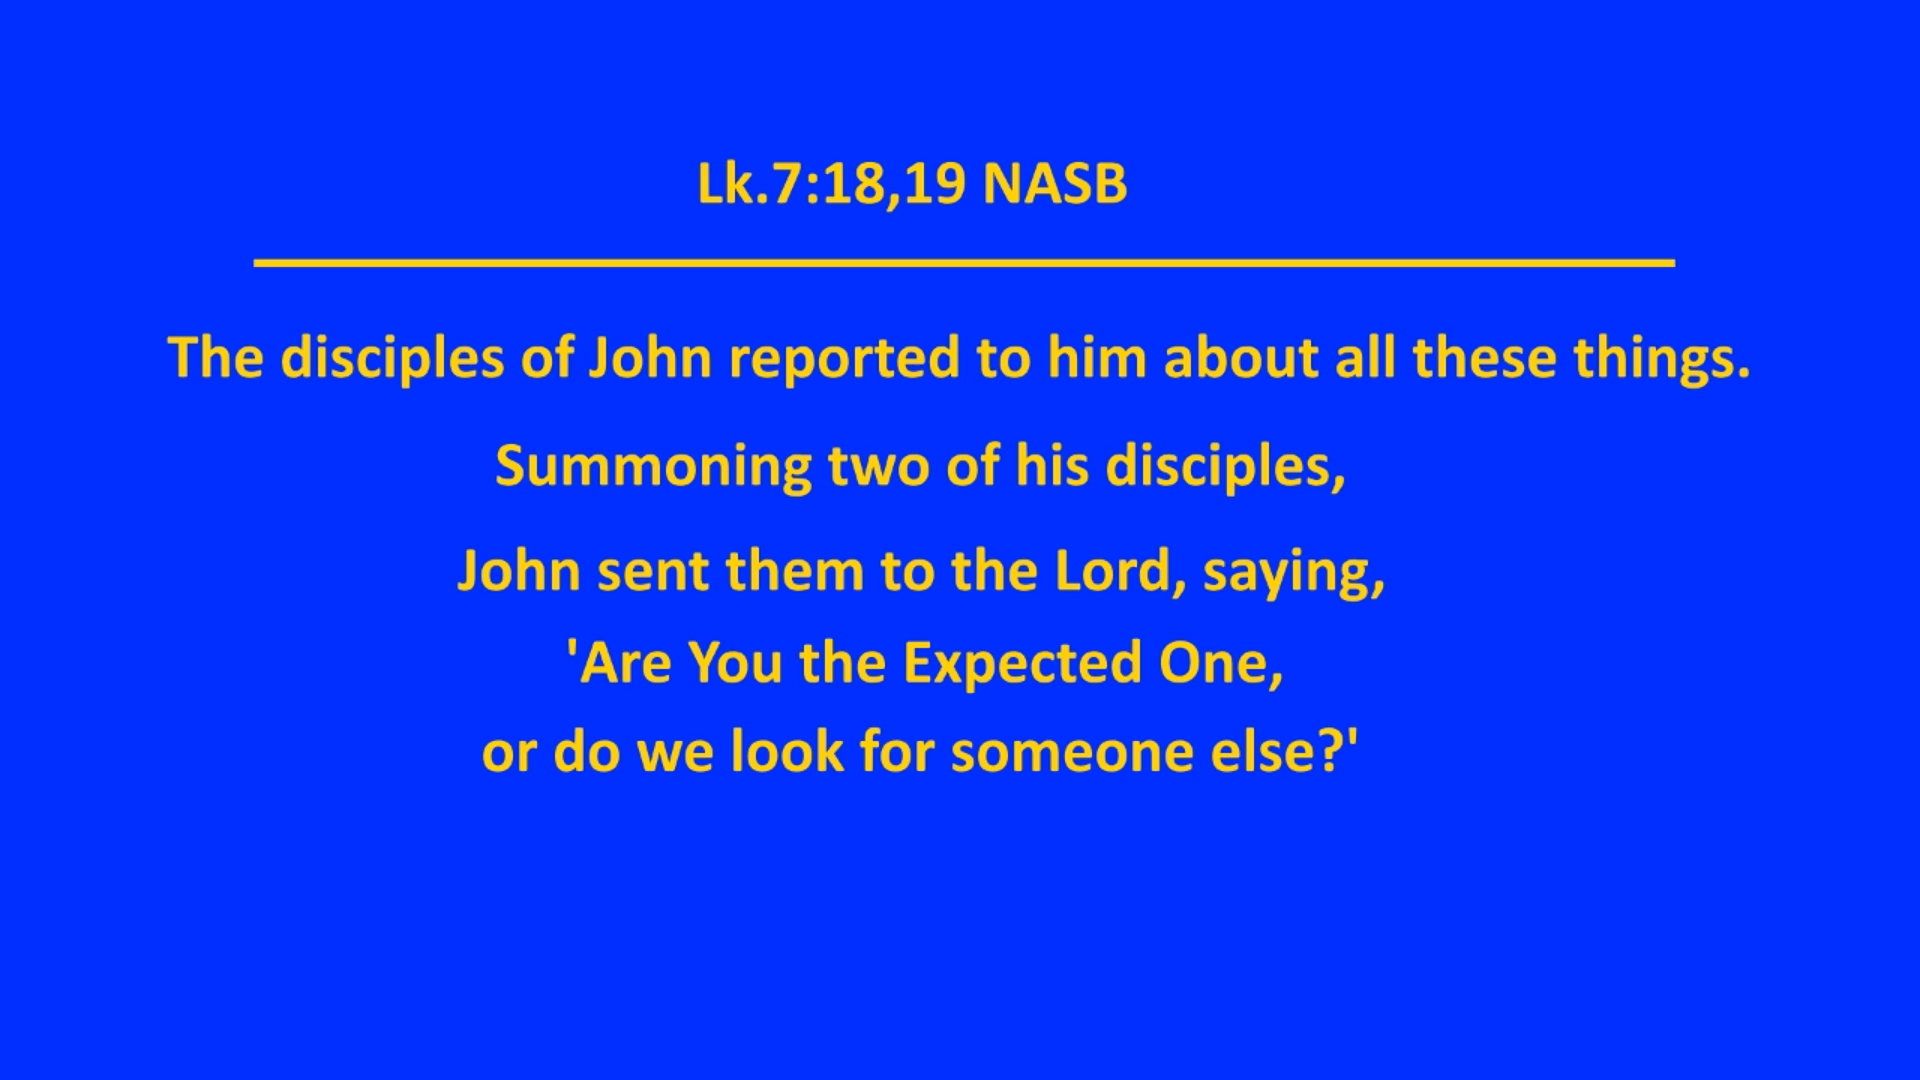 Lk.7:18,19 NASB
The disciples of John reported to him about all these things.
Summoning two of his disciples,
John sent them to the Lord, saying,
'Are You the Expected One,
or do we look for someone else?'